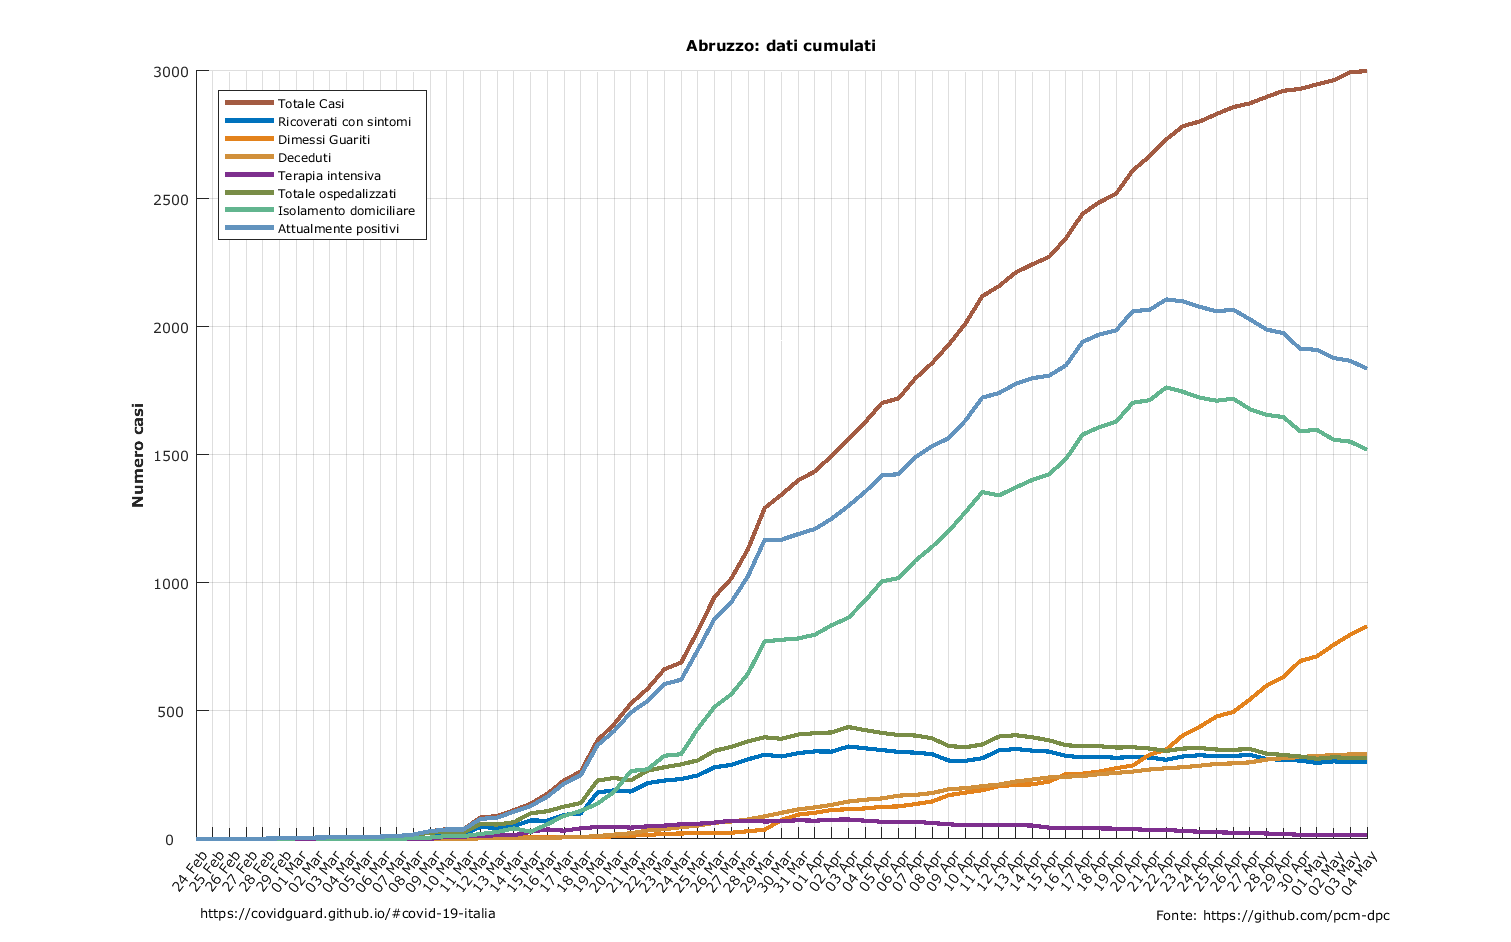 Abruzzo: dati cumulati
3000
2500
2000
1500
1000
500
0
Numero casi
Totale Casi
Ricoverati con sintomi
Dimessi Guariti
Deceduti
Terapia intensiva
Totale ospedalizzati
Isolamento domiciliare
Attualmente positivi
24 Feb
25 Feb
26 Feb
27 Feb
28 Feb
29 Feb
01 Mar
02 Mar
03 Mar
04 Mar
05 Mar
06 Mar
07 Mar
08 Mar
09 Mar
10 Mar
11 Mar
12 Mar
13 Mar
14 Mar
15 Mar
16 Mar
17 Mar
18 Mar
19 Mar
20 Mar
21 Mar
22 Mar
23 Mar
24 Mar
25 Mar
26 Mar
27 Mar
28 Mar
29 Mar
30 Mar
31 Mar
01 Apr
02 Apr
03 Apr
04 Apr
05 Apr
06 Apr
07 Apr
08 Apr
09 Apr
10 Apr
11 Apr
12 Apr
13 Apr
14 Apr
15 Apr
16 Apr
17 Apr
18 Apr
19 Apr
20 Apr
21 Apr
22 Apr
23 Apr
24 Apr
25 Apr
26 Apr
27 Apr
28 Apr
29 Apr
30 Apr
01 May
02 May
03 May
04 May
https://covidguard.github.io/#covid-19-italia
Fonte: https://github.com/pcm-dpc